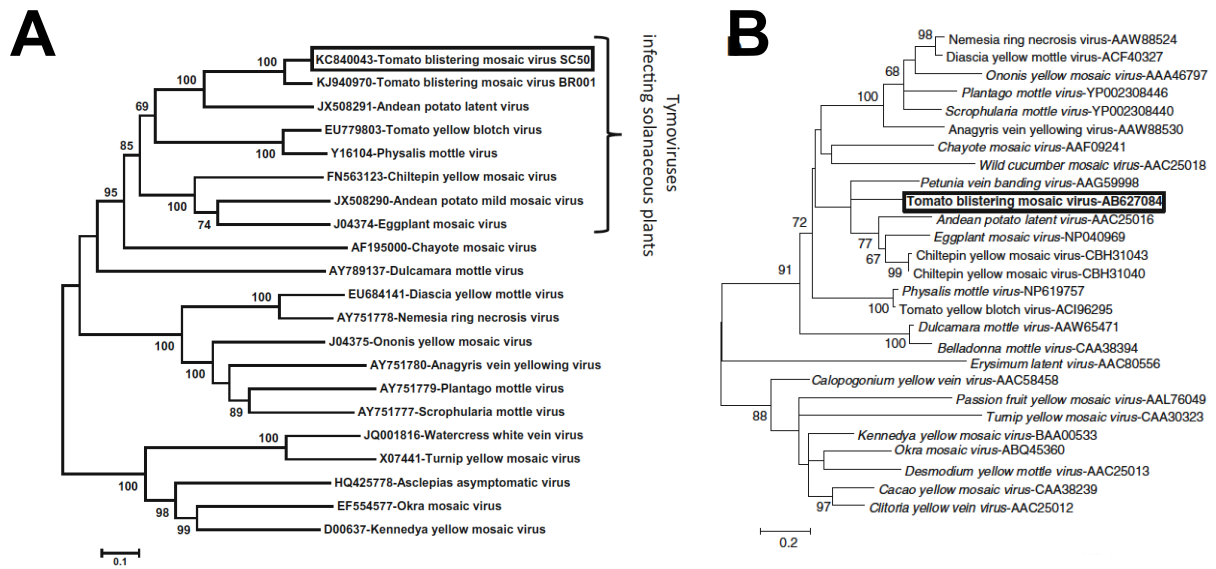 A
KC840043-Tomato blistering mosaic virus SC50
KJ940970-Tomato blistering mosaic virus BR001
JX508291-Andean potato latent virus
EU779803-Tomato yellow blotch virus
Y16104-Physalis mottle virus
FN563123-Chiltepin yellow mosaic virus
JX508290-Andean potato mild mosaic virus
J04374-Eggplant mosaic virus
AF195000-Chayote mosaic virus
AY789137-Dulcamara mottle virus
EU684141-Diascia yellow mottle virus
AY751778-Nemesia ring necrosis virus
J04375-Ononis yellow mosaic virus
AY751780-Anagyris vein yellowing virus
AY751779-Plantago mottle virus
AY751777-Scrophularia mottle virus
JQ001816-Watercress white vein virus
X07441-Turnip yellow mosaic virus
HQ425778-Asclepias asymptomatic virus
EF554577-Okra mosaic virus
D00637-Kennedya yellow mosaic virus
100
100
69
100
85
95
100
74
100
100
100
89
100
100
98
99
0.1
Tymoviruses
infecting solanaceous plants
B
Nemesia ring necrosis virus-AAW88524
Diascia yellow mottle virus-ACF40327
Ononis yellow mosaic virus-AAA46797
Plantago mottle virus-YP002308446
Scrophularia mottle virus-YP002308440
Anagyris vein yellowing virus-AAW88530
Chayote mosaic virus-AAF09241
Wild cucumber mosaic virus-AAC25018
Petunia vein banding virus-AAG59998
Tomato blistering mosaic virus-AB627084
Andean potato latent virus-AAC25016
Eggplant mosaic virus-NP040969
Chiltepin yellow mosaic virus-CBH31043
Chiltepin yellow mosaic virus-CBH31040
Physalis mottle virus-NP619757
Tomato yellow blotch virus-ACI96295
Dulcamara mottle virus-AAW65471
Belladonna mottle virus-CAA38394
Erysimum latent virus-AAC80556
Calopogonium yellow vein virus-AAC58458
Passion fruit yellow mosaic virus-AAL76049
Turnip yellow mosaic virus-CAA30323
Kennedya yellow mosaic virus-BAA00533
Okra mosaic virus-ABQ45360
Desmodium yellow mottle virus-AAC25013
Cacao yellow mosaic virus-CAA38239
Clitoria yellow vein virus-AAC25012
98
68
100
72
77
67
99
91
100
100
88
97
0.2